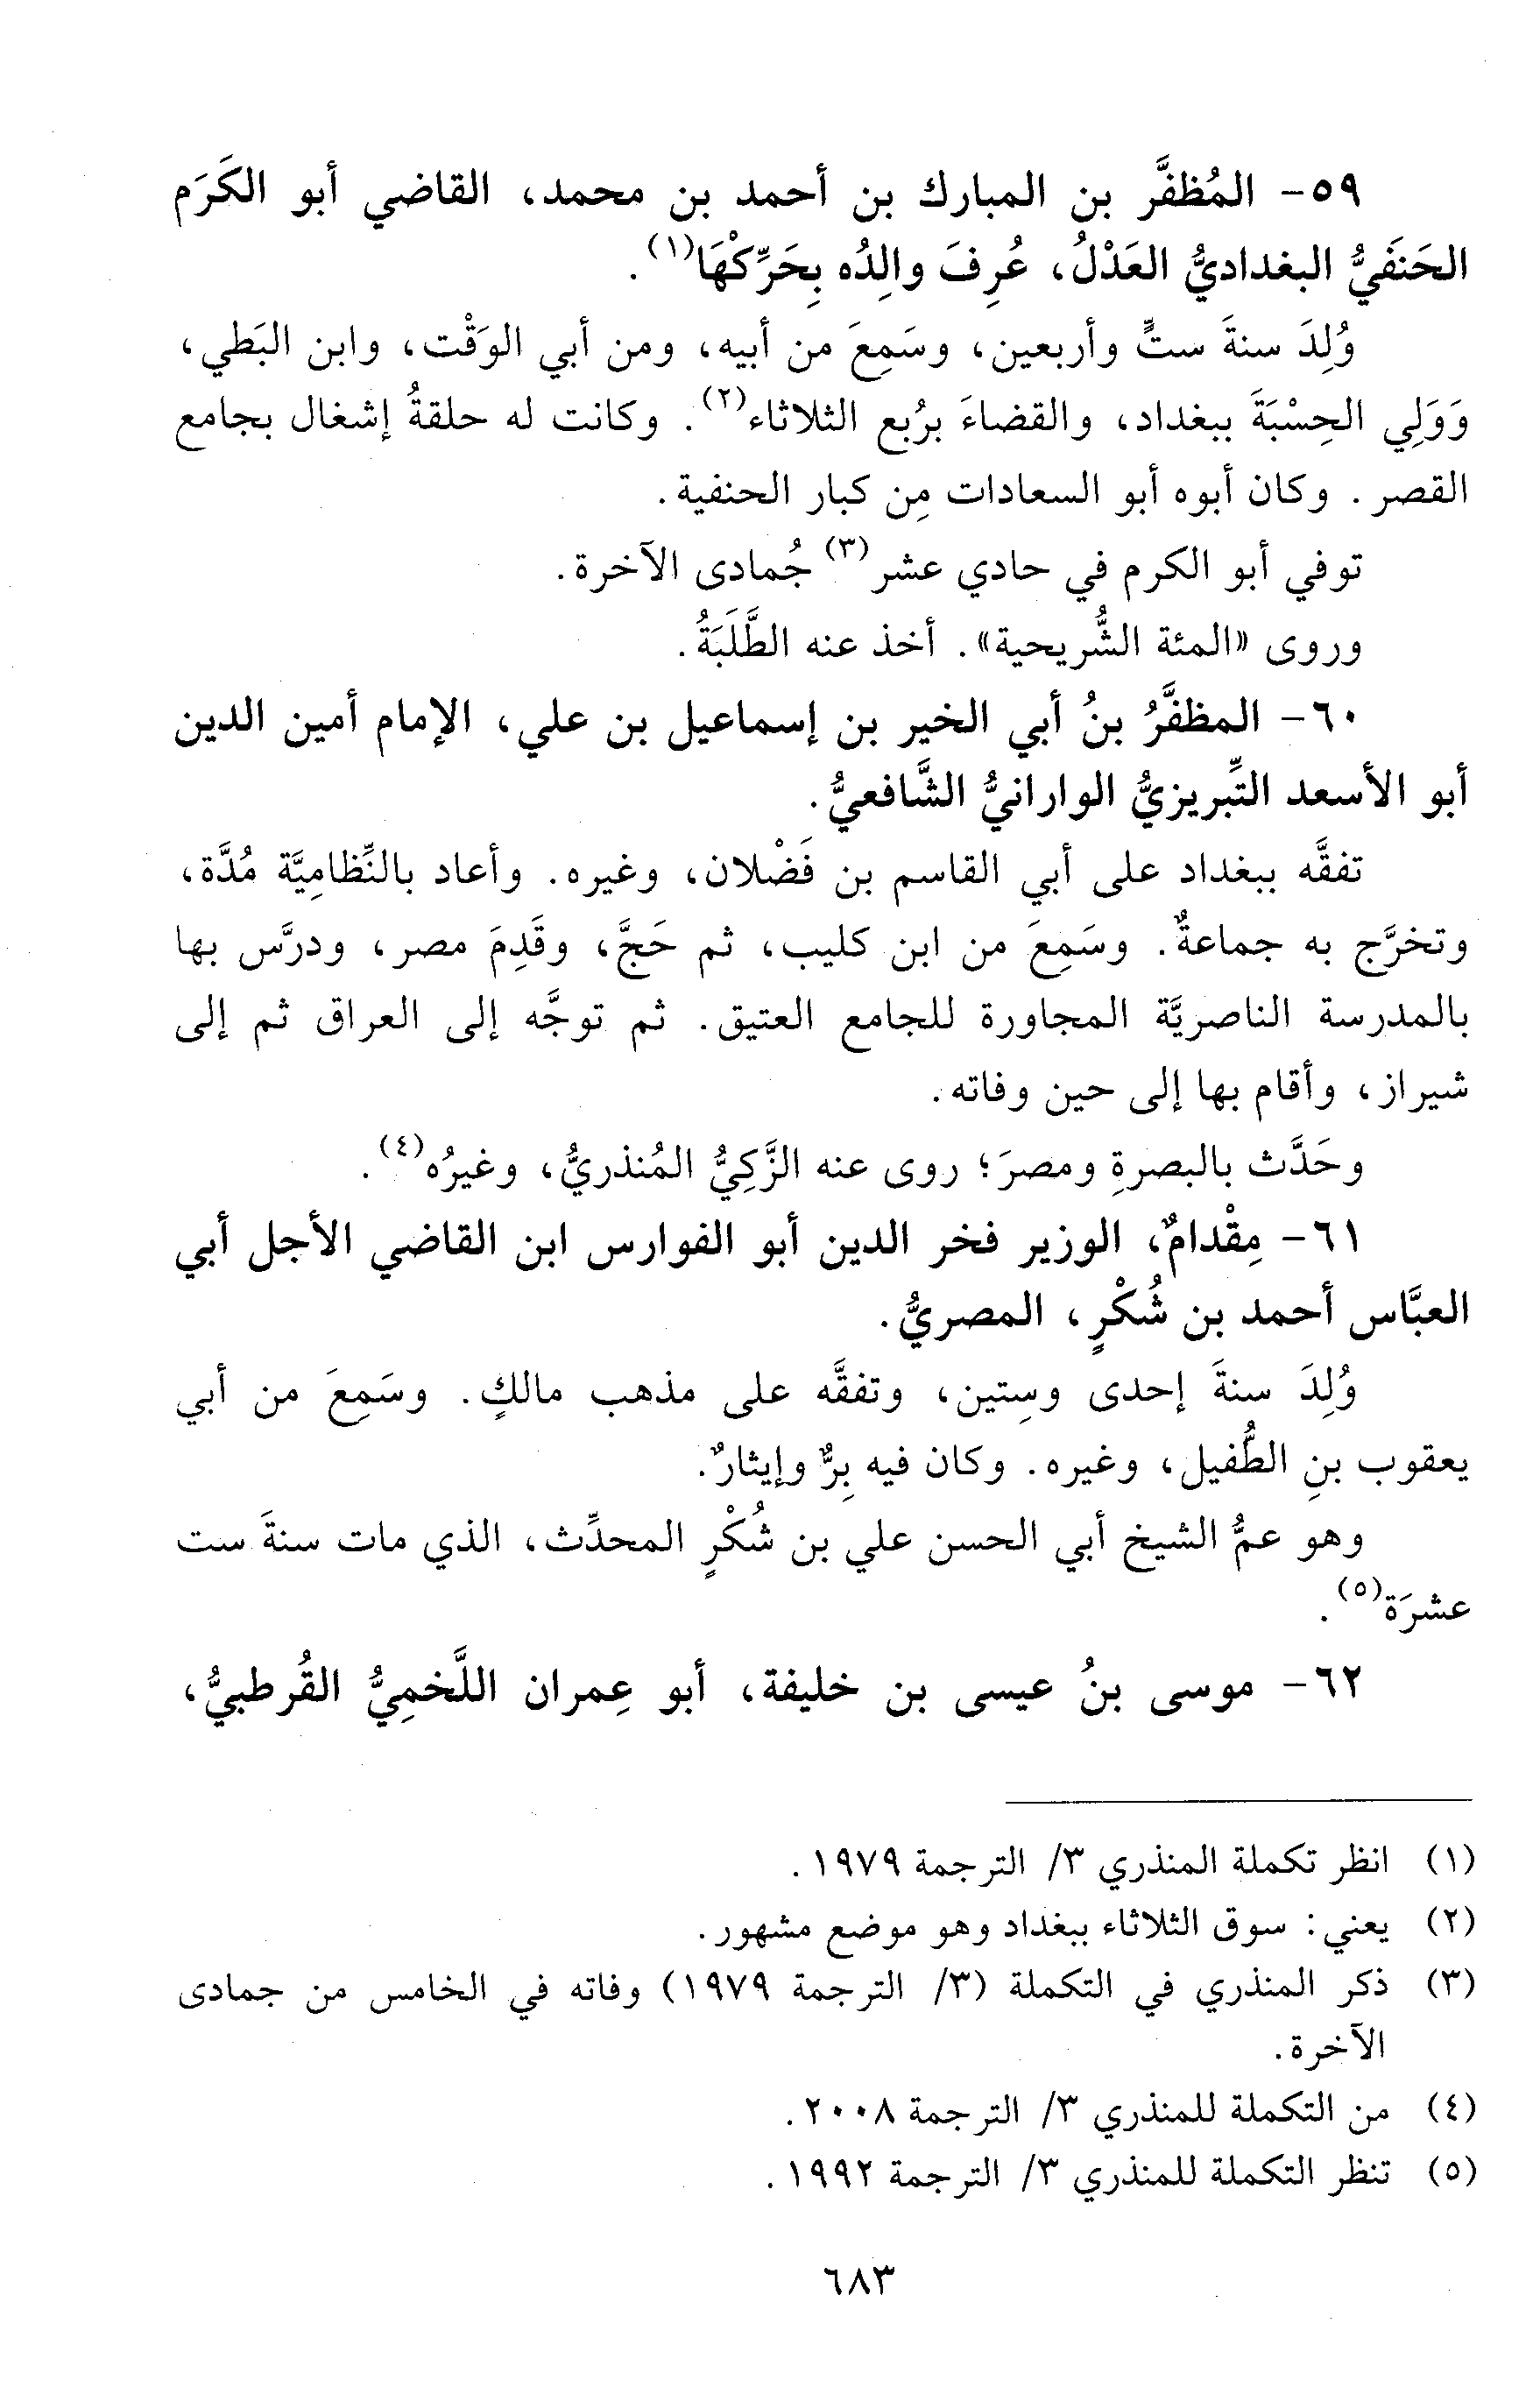 ٥٩- المُظفَّر بن المبارك بن أحمد بن محمد، القاضي أبو الكَرَم
الحَنَفَيُّ البغداديُّ العَدْلُ، عُرِفَ والِدُه بِحَرِّكْهَا(١).
وُلِدَ سنةَ ستٍّ وأربعين، وسَمِعَ من أبيه، ومن أبي الوَقْت، وابن البَطي،
وَوَلِي الحِسْبَةَ ببغداد، والقضاءَ برُبع الثلاثاء(٢). وكانت له حلقةُ إشغال بجامع
القصر. وكان أبوه أبو السعادات مِن كبار الحنفية.
توفي أبو الكرم في حادي عشر(٣) جُمادى الآخرة.
وروى «المئة الشُّريحية». أخذ عنه الطَّلَبَةُ.
٦٠- المظفَّرُ بنُ أبي الخير بن إسماعيل بن علي، الإمام أمين الدين
أبو الأسعد التِّبريزيُّ الوارانيُّ الشَّافعيُّ.
تفقَّه ببغداد على أبي القاسم بن فَضْلان، وغيره. وأعاد بالنِّظامِيَّة مُدَّة،
وتخرَّج به جماعةٌ. وسَمِعَ من ابن كليب، ثم حَجَّ، وقَدِمَ مصر، ودرَّس بها
بالمدرسة الناصريَّة المجاورة للجامع العتيق. ثم توجَّه إلى العراق ثم إلى
شيراز، وأقام بها إلى حين وفاته.
وحَدَّث بالبصرةِ ومصرَ؛ روى عنه الزَّكِيُّ المُنذريُّ، وغيرُه(٤).
٦١- مِقْدامٌ، الوزير فخر الدين أبو الفوارس ابن القاضي الأجل أبي
العبَّاس أحمد بن شُكْرٍ، المصريُّ.
وُلِدَ سنةَ إحدى وسِتين، وتفقَّه على مذهب مالكٍ. وسَمِعَ من أبي
يعقوب بنِ الطُّفيل، وغيره. وكان فيه بِرٌّ وإيثارٌ.
وهو عمُّ الشيخ أبي الحسن علي بن شُكْرٍ المحدِّث، الذي مات سنةَ ست
عشرَة(٥).
٦٢- موسى بنُ عيسى بن خليفة، أبو عِمران اللَّخمِيُّ القُرطبيُّ،
(١) انظر تكملة المنذري ٣/ الترجمة ١٩٧٩.
(٢) يعني: سوق الثلاثاء ببغداد وهو موضع مشهور.
(٣) ذكر المنذري في التكملة (٣/ الترجمة ١٩٧٩) وفاته في الخامس من جمادى
الآخرة.
(٤) من التكملة للمنذري ٣/ الترجمة ٢٠٠٨.
(٥) تنظر التكملة للمنذري ٣/ الترجمة ١٩٩٢.
٦٨٣